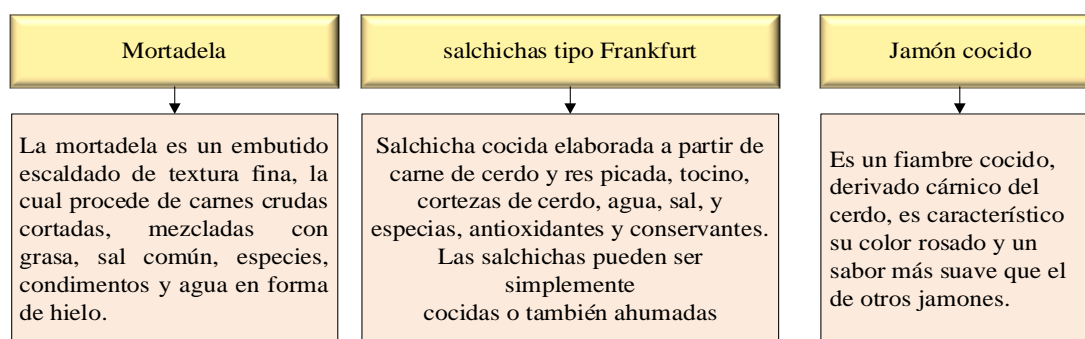 Mortadela
La mortadela es un embutido
escaldado de textura fina, la
cual procede de carnes crudas
cortadas, mezcladas con
grasa, sal común, especies,
condimentos y agua en forma
de hielo.
salchichas tipo Frankfurt
Salchicha cocida elaborada a partir de
carne de cerdo y res picada, tocino,
cortezas de cerdo, agua, sal, y
especias, antioxidantes y conservantes.
Las salchichas pueden ser
simplemente
cocidas o también ahumadas
Jamón cocido
Es un fiambre cocido,
derivado cárnico del
cerdo, es característico
su color rosado y un
sabor más suave que el
de otros jamones.